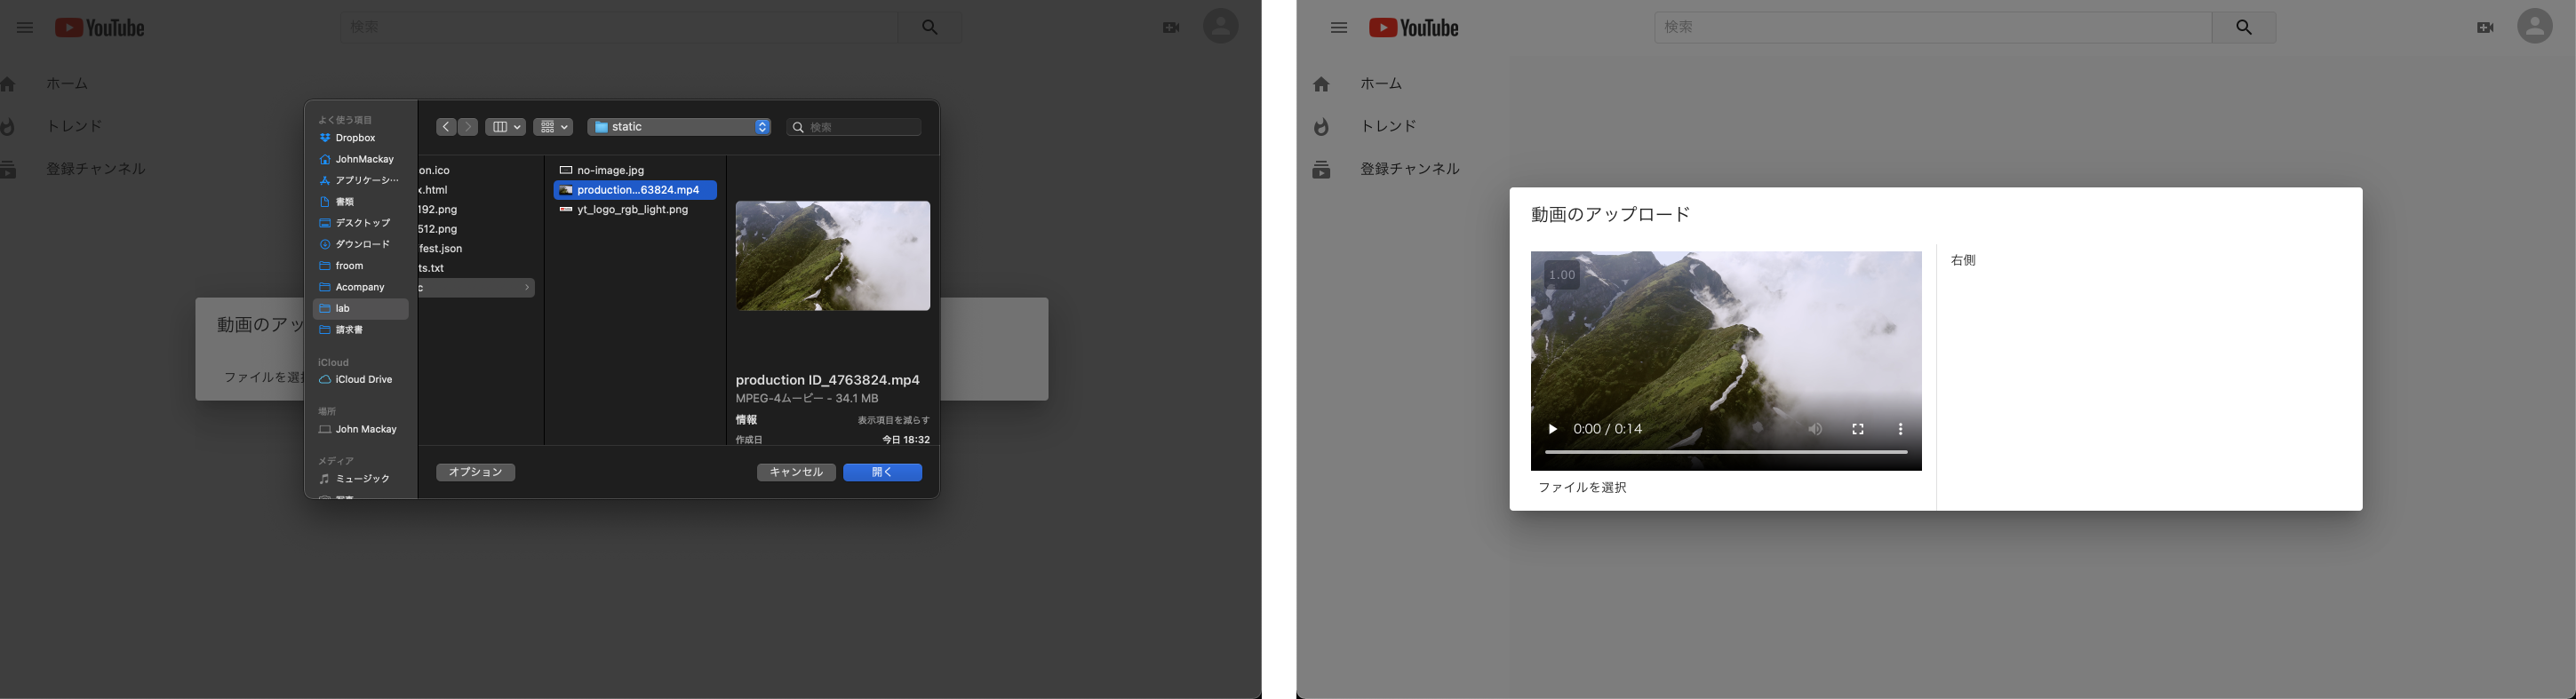 YouTube
検索
ホーム
トレンド
登録チャンネル
動画のアッ
ファイルを選
よく使う項目
Dropbox
JohnMackay
アプリケーシ…
書類
デスクトップ
ダウンロード
froom
Acompany
lab
請求書
iCloud
iCloud Drive
場所
John Mackay
メディア
ミュージック
static
検索
on.ico
x.html
192.png
512.png
fest.json
ts.txt
c
no-image.jpg
production...63824.mp4
yt_logo_rgb_light.png
production ID_4763824.mp4
MPEG-4ムービー - 34.1 MB
情報
表示項目を減らす
作成日
今日 18:32
オプション
キャンセル
開く
YouTube
検索
ホーム
トレンド
登録チャンネル
動画のアップロード
1.00
0:00 / 0:14
ファイルを選択
右側